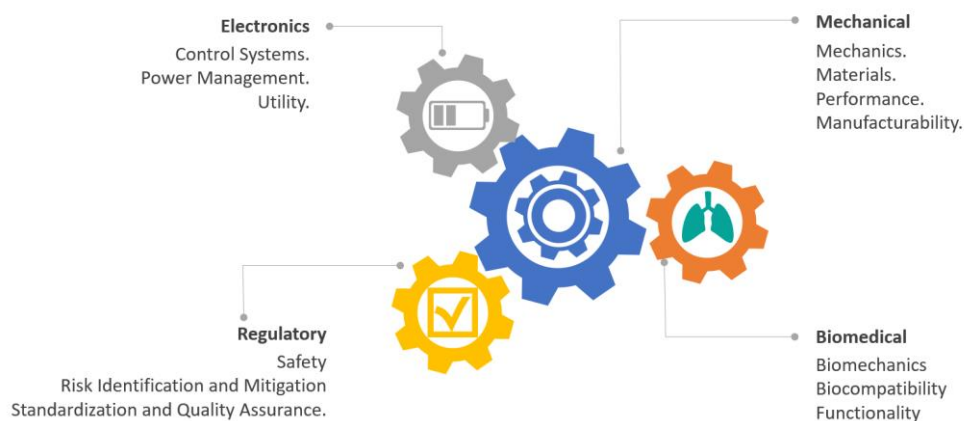 Electronics
Control Systems.
Power Management.
Utility.
Mechanical
Mechanics.
Materials.
Performance.
Manufacturability.
Regulatory
Safety
Risk Identification and Mitigation
Standardization and Quality Assurance.
Biomedical
Biomechanics
Biocompatibility
Functionality